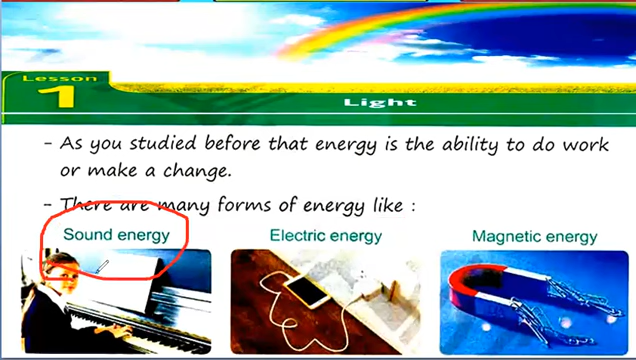 Lesson
1
Light
- As you studied before that energy is the ability to do work
or make a change.
- There are many forms of energy like :
Sound energy Electric energy Magnetic energy